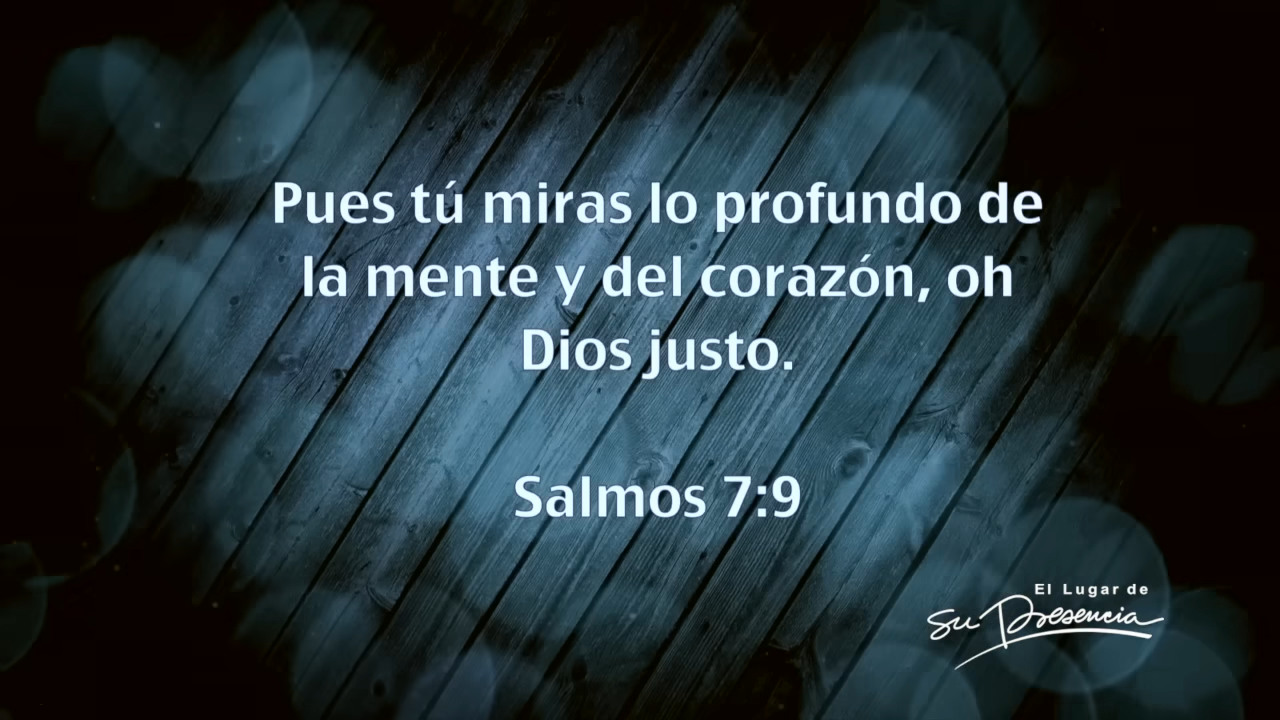 Pues tú miras lo profundo de
la mente y del corazón, oh
Dios justo.
Salmos 7:9
El Lugar de
Su Presencia